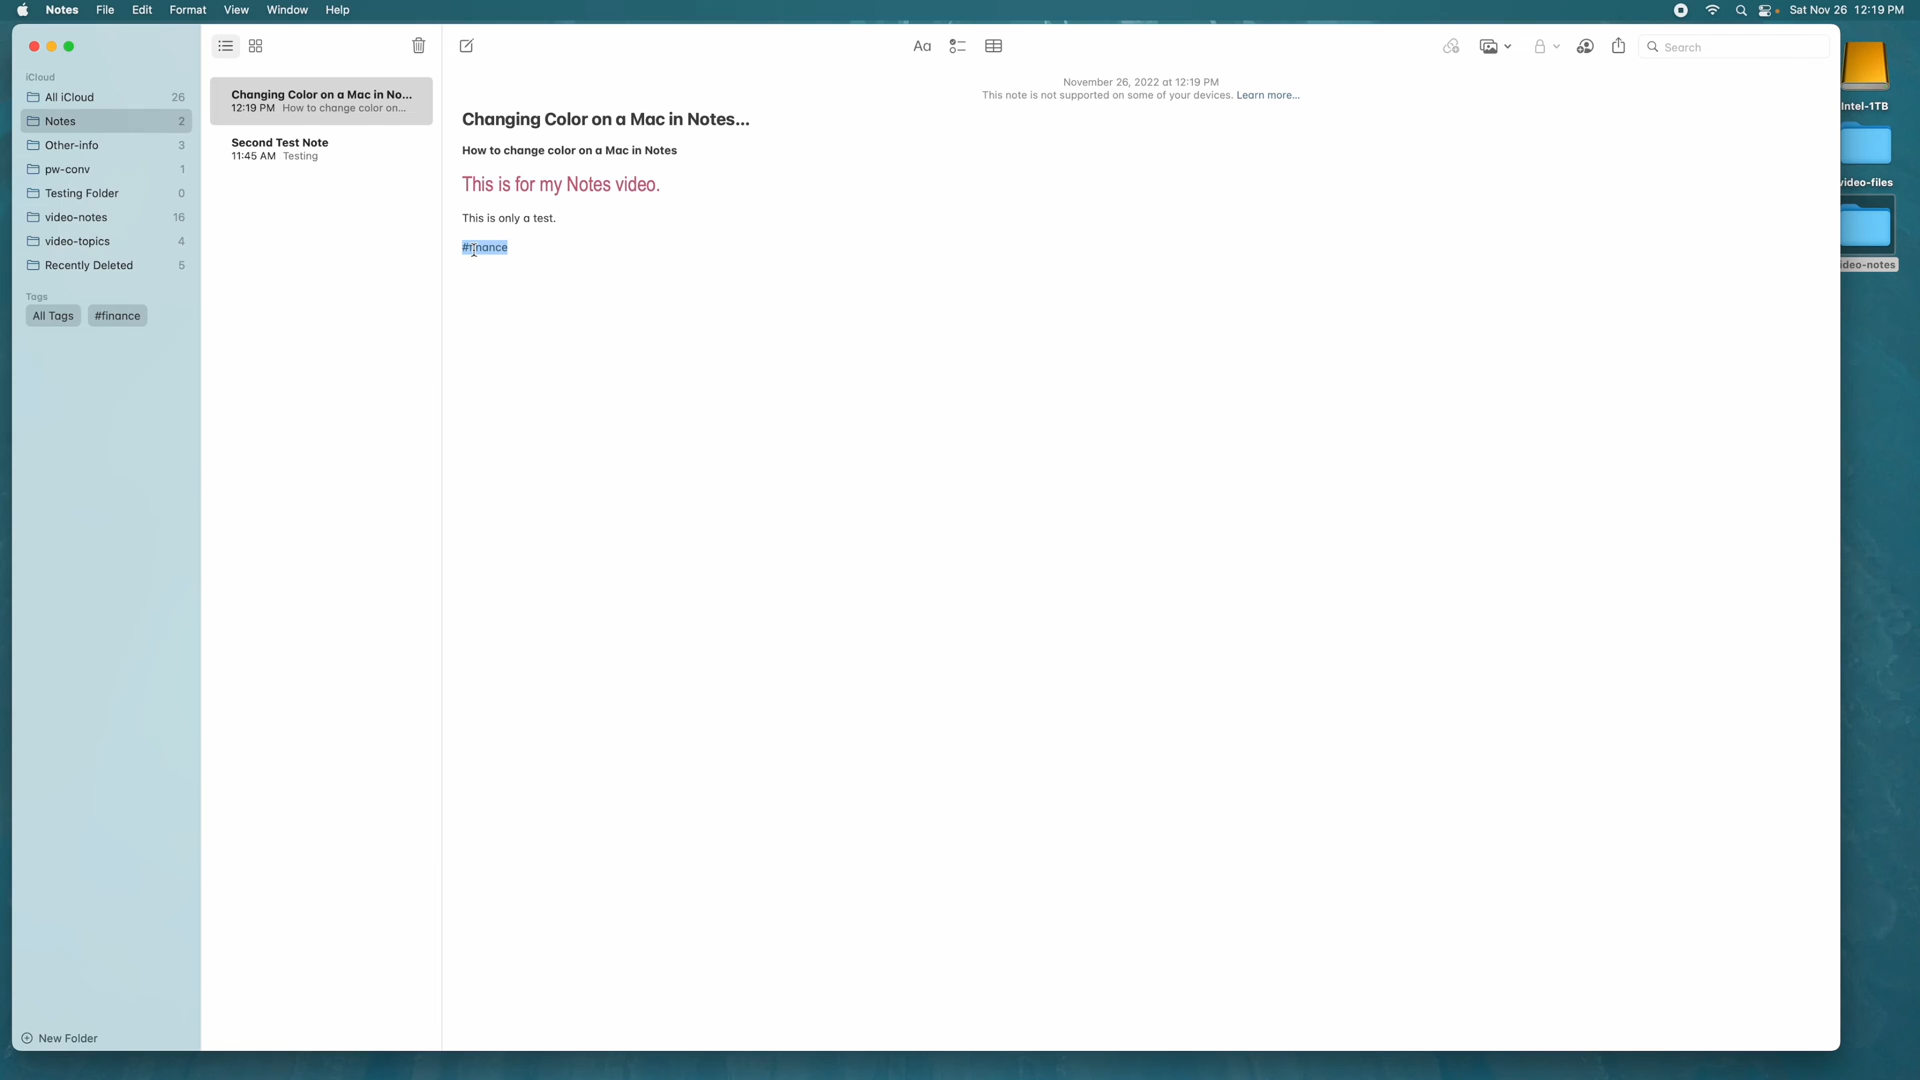 Notes File Edit Format View Window Help Sat Nov 26 12:19 PM
iCloud
All iCloud 26
Notes 2
Other-info 3
pw-conv 1
Testing Folder 0
video-notes 16
video-topics 4
Recently Deleted 5
Tags
All Tags #finance
New Folder
Changing Color on a Mac in No...
12:19 PM How to change color on...
Second Test Note
11:45 AM Testing
Aa
Search
November 26, 2022 at 12:19 PM
This note is not supported on some of your devices. Learn more...
Changing Color on a Mac in Notes...
How to change color on a Mac in Notes
This is for my Notes video.
This is only a test.
#finance
Intel-1TB
video-files
ideo-notes